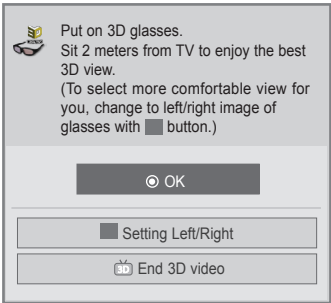 Put on 3D glasses.
Sit 2 meters from TV to enjoy the best
3D view.
(To select more comfortable view for
you, change to left/right image of
glasses with button.)
OK
Setting Left/Right
3D End 3D video